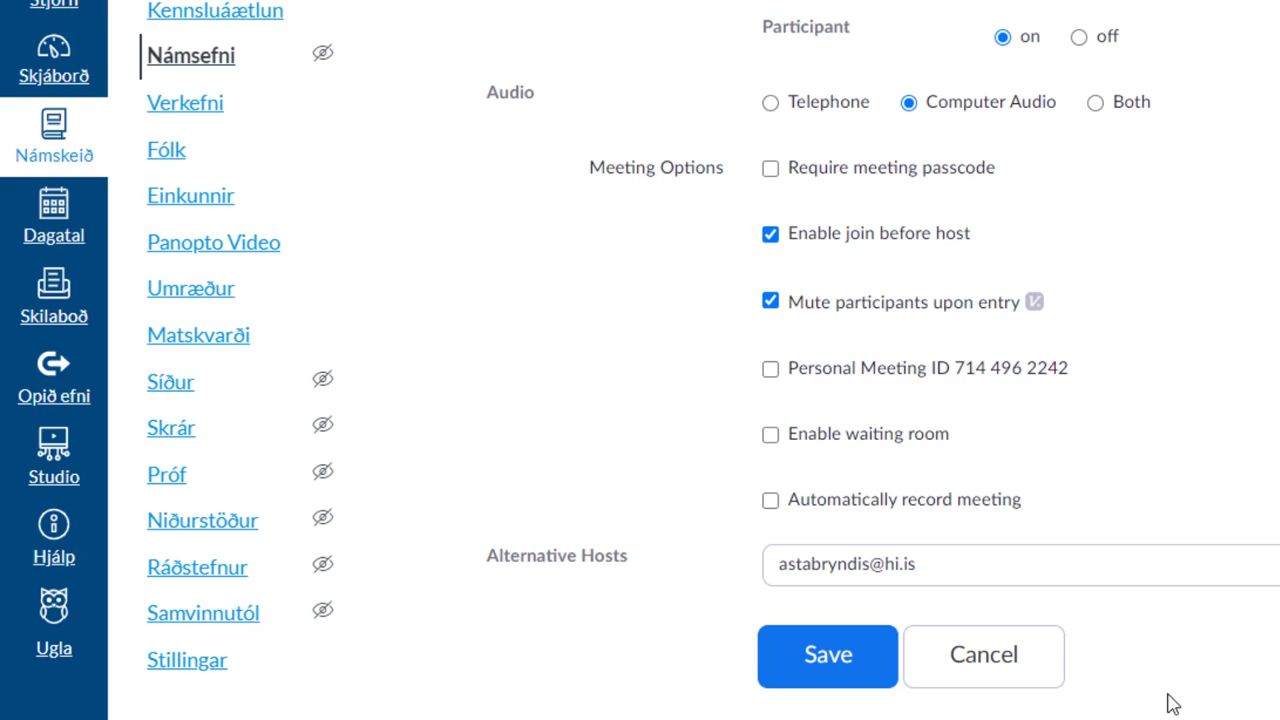 Stjórn
Skjáborð
Námskeið
Dagatal
Skilaboð
Opið efni
Studio
Hjálp
Ugla
Kennsluáætlun
Námsefni
Verkefni
Fólk
Einkunnir
Panopto Video
Umræður
Matskvarði
Síður
Skrár
Próf
Niðurstöður
Ráðstefnur
Samvinnutól
Stillingar
Participant
on off
Audio
Telephone Computer Audio Both
Meeting Options
Require meeting passcode
Enable join before host
Mute participants upon entry
Personal Meeting ID 714 496 2242
Enable waiting room
Automatically record meeting
Alternative Hosts
astabryndis@hi.is
Save Cancel